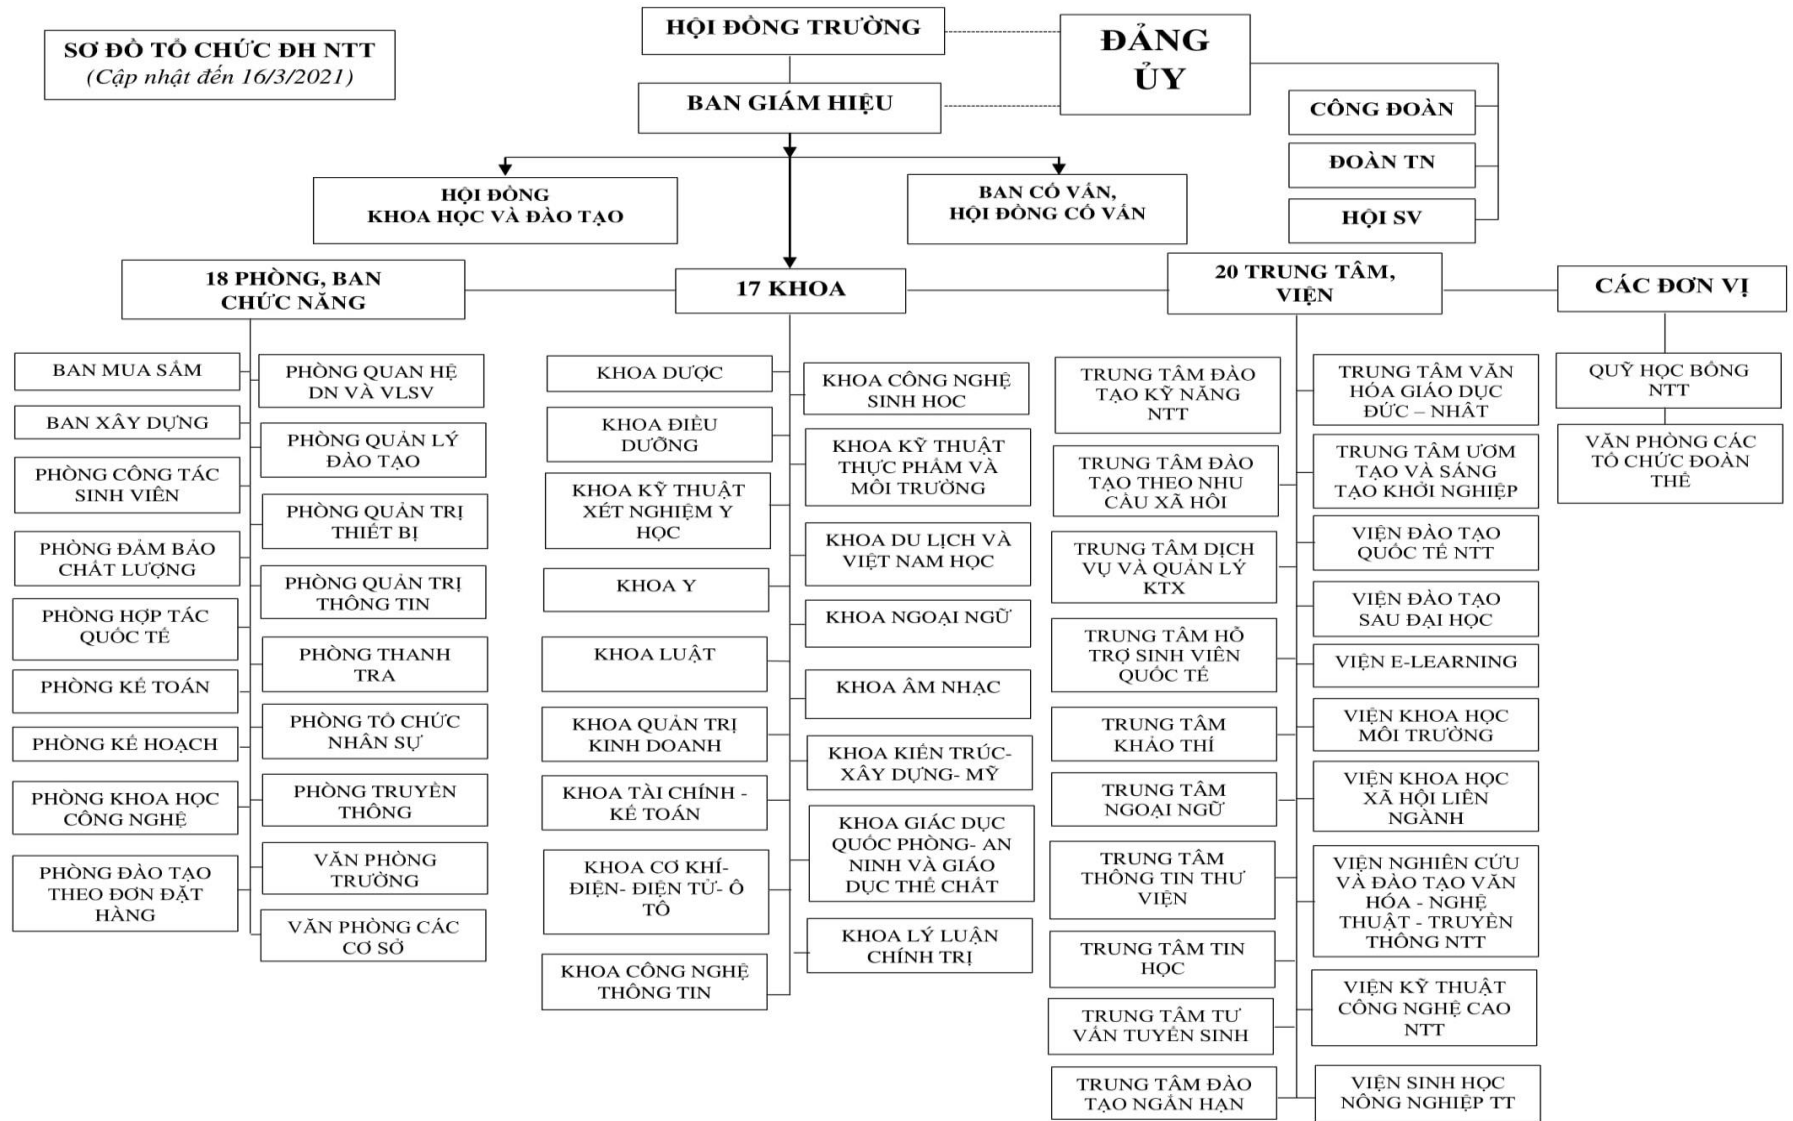 SƠ ĐỒ TỔ CHỨC ĐH NTT
(Cập nhật đến 16/3/2021)
HỘI ĐỒNG TRƯỜNG
ĐẢNG
ỦY
BAN GIÁM HIỆU
CÔNG ĐOÀN
ĐOÀN TN
HỘI SV
HỘI ĐỒNG
KHOA HỌC VÀ ĐÀO TẠO
BAN CỐ VẤN,
HỘI ĐỒNG CỐ VẤN
18 PHÒNG, BAN
CHỨC NĂNG
17 KHOA
20 TRUNG TÂM,
VIỆN
CÁC ĐƠN VỊ
BAN MUA SẮM
BAN XÂY DỰNG
PHÒNG CÔNG TÁC
SINH VIÊN
PHÒNG ĐẢM BẢO
CHẤT LƯỢNG
PHÒNG HỢP TÁC
QUỐC TẾ
PHÒNG KẾ TOÁN
PHÒNG KẾ HOẠCH
PHÒNG KHOA HỌC
CÔNG NGHỆ
PHÒNG ĐÀO TẠO
THEO ĐƠN ĐẶT
HÀNG
PHÒNG QUAN HỆ
DN VÀ VLSV
PHÒNG QUẢN LÝ
ĐÀO TẠO
PHÒNG QUẢN TRỊ
THIẾT BỊ
PHÒNG QUẢN TRỊ
THÔNG TIN
PHÒNG THANH
TRA
PHÒNG TỔ CHỨC
NHÂN SỰ
PHÒNG TRUYỀN
THÔNG
VĂN PHÒNG
TRƯỜNG
VĂN PHÒNG CÁC
CƠ SỞ
KHOA DƯỢC
KHOA ĐIỀU
DƯỠNG
KHOA KỸ THUẬT
XÉT NGHIỆM Y
HỌC
KHOA Y
KHOA LUẬT
KHOA QUẢN TRỊ
KINH DOANH
KHOA TÀI CHÍNH -
KẾ TOÁN
KHOA CƠ KHÍ-
ĐIỆN- ĐIỆN TỬ- Ô
TÔ
KHOA CÔNG NGHỆ
THÔNG TIN
KHOA CÔNG NGHỆ
SINH HOC
KHOA KỸ THUẬT
THỰC PHẨM VÀ
MÔI TRƯỜNG
KHOA DU LỊCH VÀ
VIỆT NAM HỌC
KHOA NGOẠI NGỮ
KHOA ÂM NHẠC
KHOA KIẾN TRÚC-
XÂY DỰNG- MỸ
KHOA GIÁC DỤC
QUỐC PHÒNG- AN
NINH VÀ GIÁO
DỤC THỂ CHẤT
KHOA LÝ LUẬN
CHÍNH TRỊ
TRUNG TÂM ĐÀO
TẠO KỸ NĂNG
NTT
TRUNG TÂM ĐÀO
TẠO THEO NHU
CẦU XÃ HÔI
TRUNG TÂM DỊCH
VỤ VÀ QUẢN LÝ
KTX
TRUNG TÂM HỖ
TRỢ SINH VIÊN
QUỐC TẾ
TRUNG TÂM
KHẢO THÍ
TRUNG TÂM
NGOẠI NGỮ
TRUNG TÂM
THÔNG TIN THƯ
VIỆN
TRUNG TÂM TIN
HỌC
TRUNG TÂM TƯ
VẤN TUYỂN SINH
TRUNG TÂM ĐÀO
TẠO NGẮN HẠN
TRUNG TÂM VĂN
HÓA GIÁO DỤC
ĐỨC – NHẬT
TRUNG TÂM ƯƠM
TẠO VÀ SÁNG
TẠO KHỞI NGHIỆP
VIỆN ĐÀO TẠO
QUỐC TẾ NTT
VIỆN ĐÀO TẠO
SAU ĐẠI HỌC
VIỆN E-LEARNING
VIỆN KHOA HỌC
MÔI TRƯỜNG
VIỆN KHOA HỌC
XÃ HỘI LIÊN
NGÀNH
VIỆN NGHIÊN CỨU
VÀ ĐÀO TẠO VĂN
HÓA - NGHỆ
THUẬT - TRUYỀN
THÔNG NTT
VIỆN KỸ THUẬT
CÔNG NGHỆ CAO
NTT
VIỆN SINH HỌC
NÔNG NGHIỆP TT
QUỸ HỌC BỔNG
NTT
VĂN PHÒNG CÁC
TỔ CHỨC ĐOÀN
THỂ